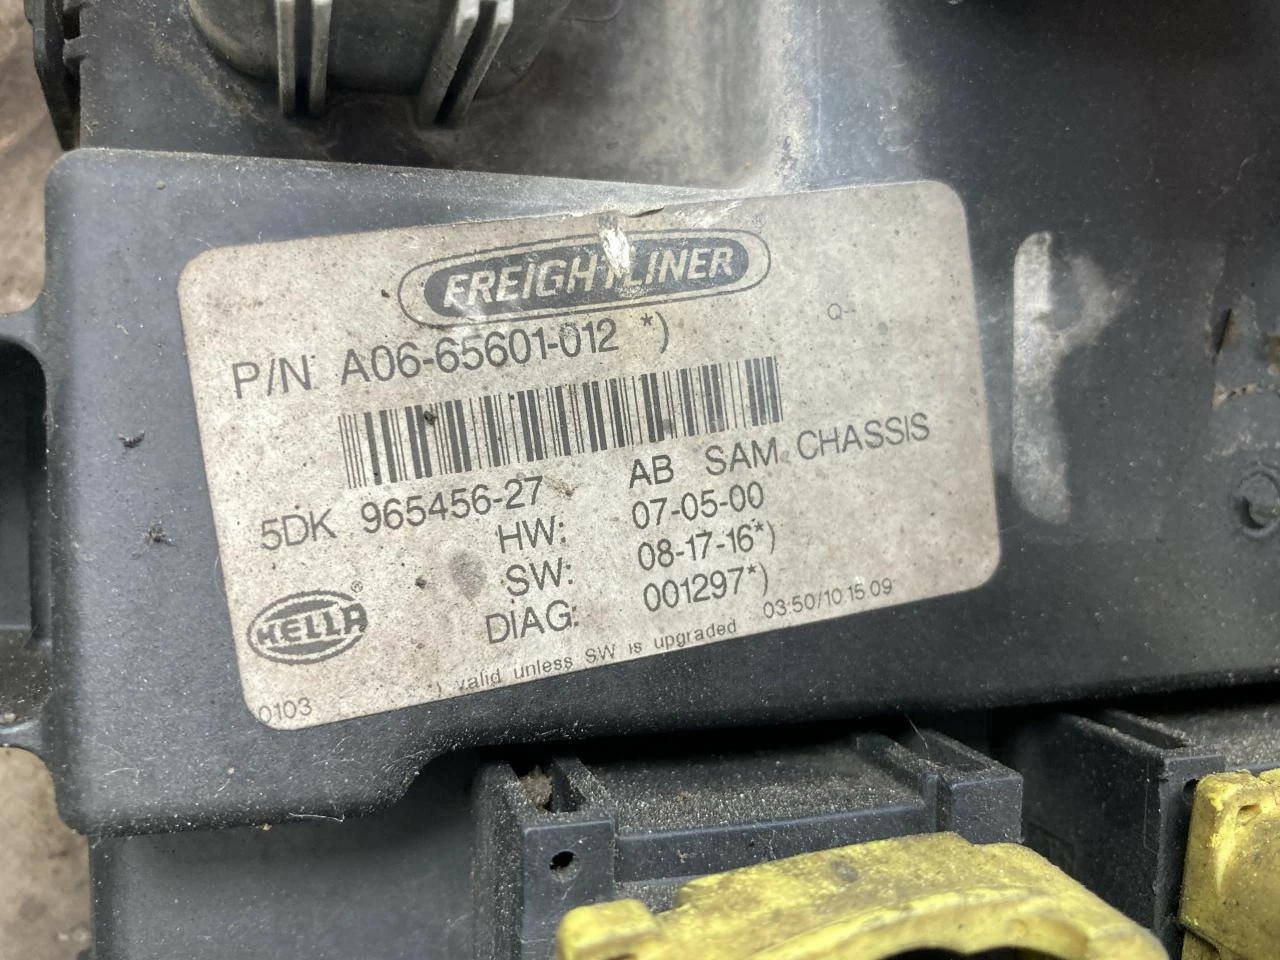 FREIGHTLINER
P/N: A06-65601-012 *)
Q--
5DK 965456-27 AB SAM CHASSIS
HW: 07-05-00
SW: 08-17-16*)
DIAG: 001297*)
HELLA®
03:50/10.15.09
) valid unless SW is upgraded
0103